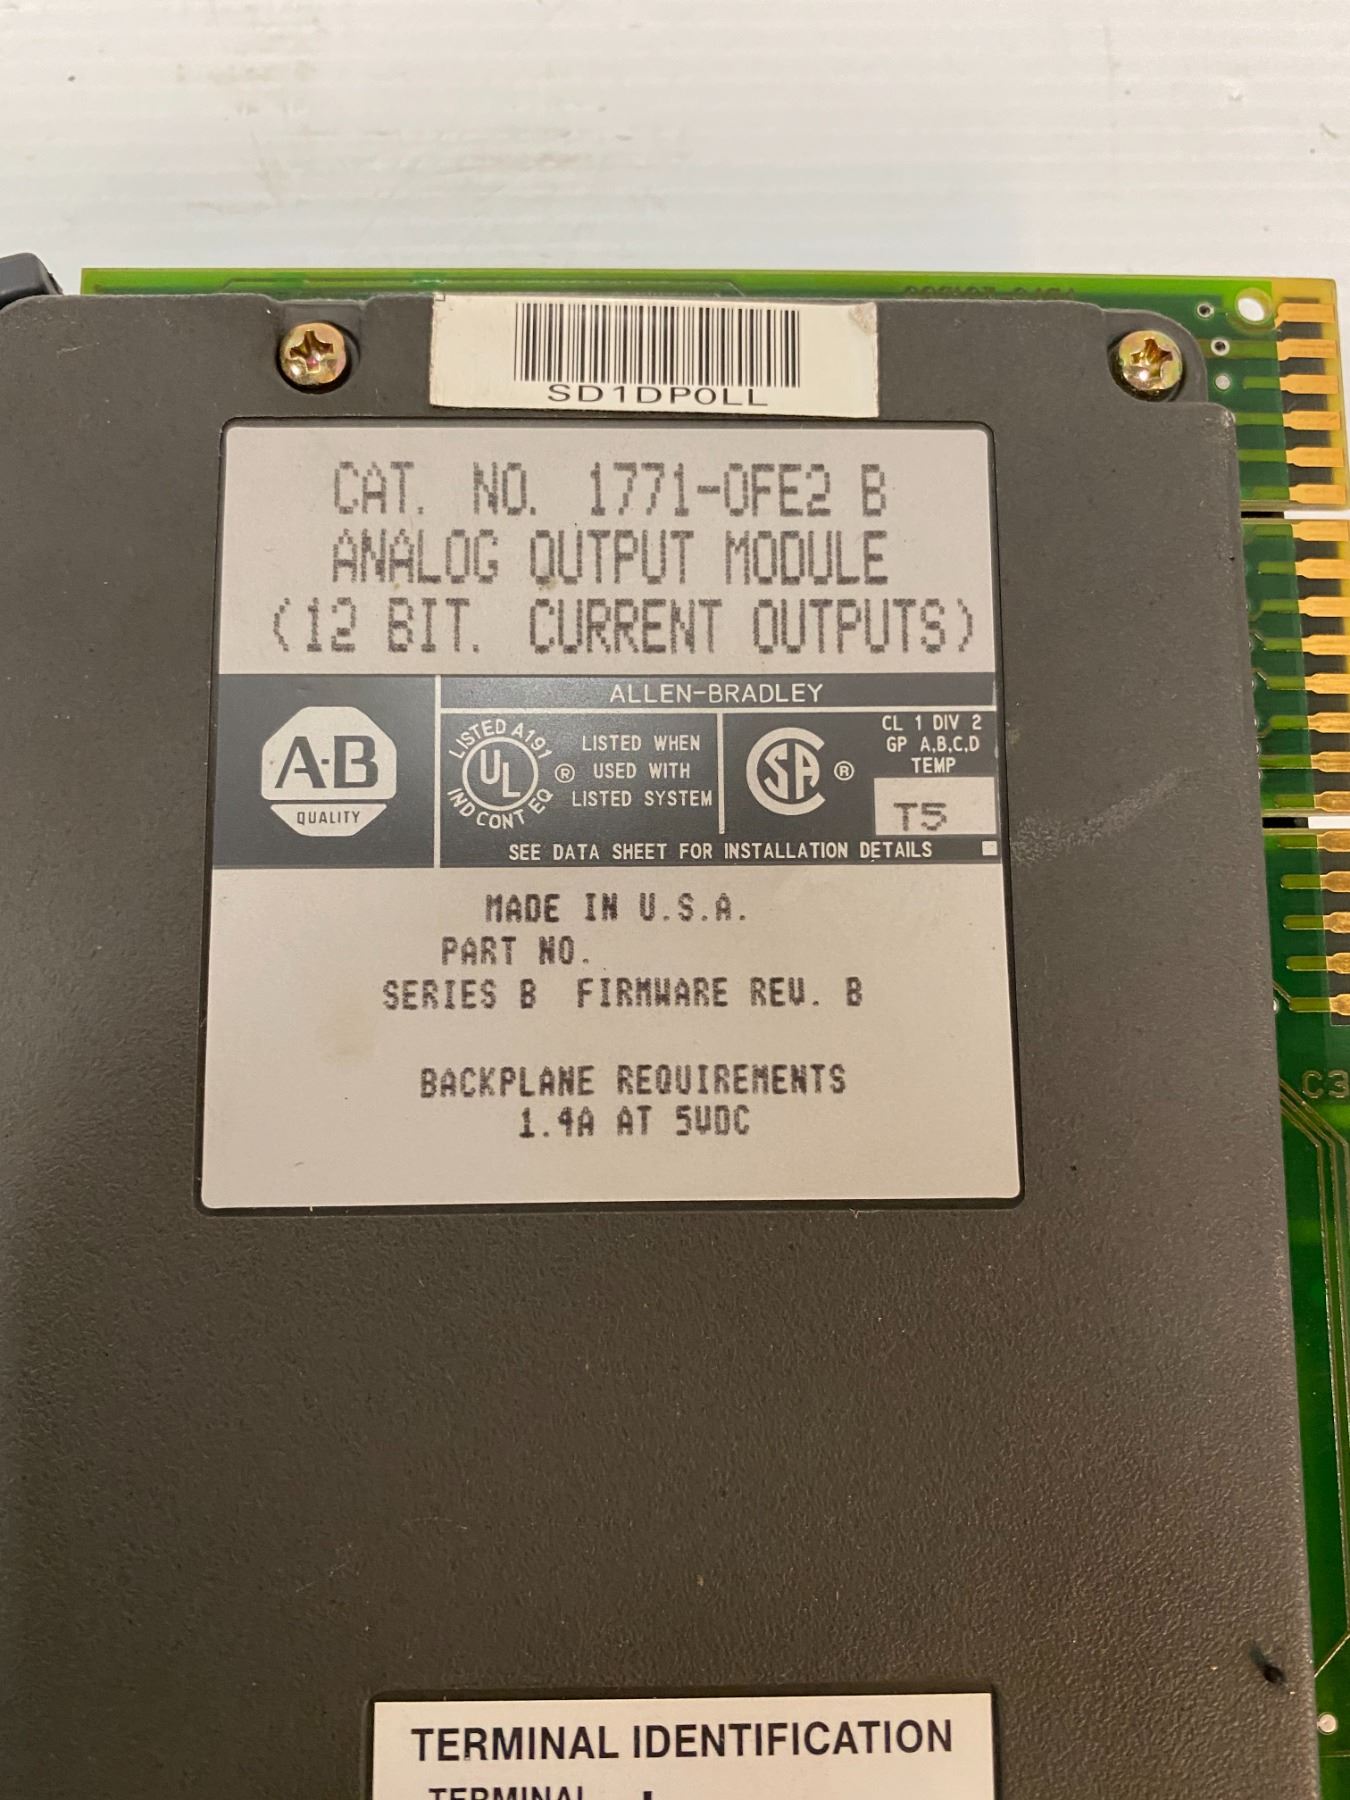 SD1DP0LL
CAT. NO. 1771-OFE2 B
ANALOG OUTPUT MODULE
(12 BIT. CURRENT OUTPUTS)
ALLEN-BRADLEY
A-B
QUALITY
LISTED A191
UL
IND CONT EQ
®
LISTED WHEN
USED WITH
LISTED SYSTEM
SA ®
CL 1 DIV 2
GP A,B,C,D
TEMP
T5
SEE DATA SHEET FOR INSTALLATION DETAILS
MADE IN U.S.A.
PART NO.
SERIES B FIRMWARE REV. B
BACKPLANE REQUIREMENTS
1.4A AT 5VDC
C3
TERMINAL IDENTIFICATION
TERMINAL